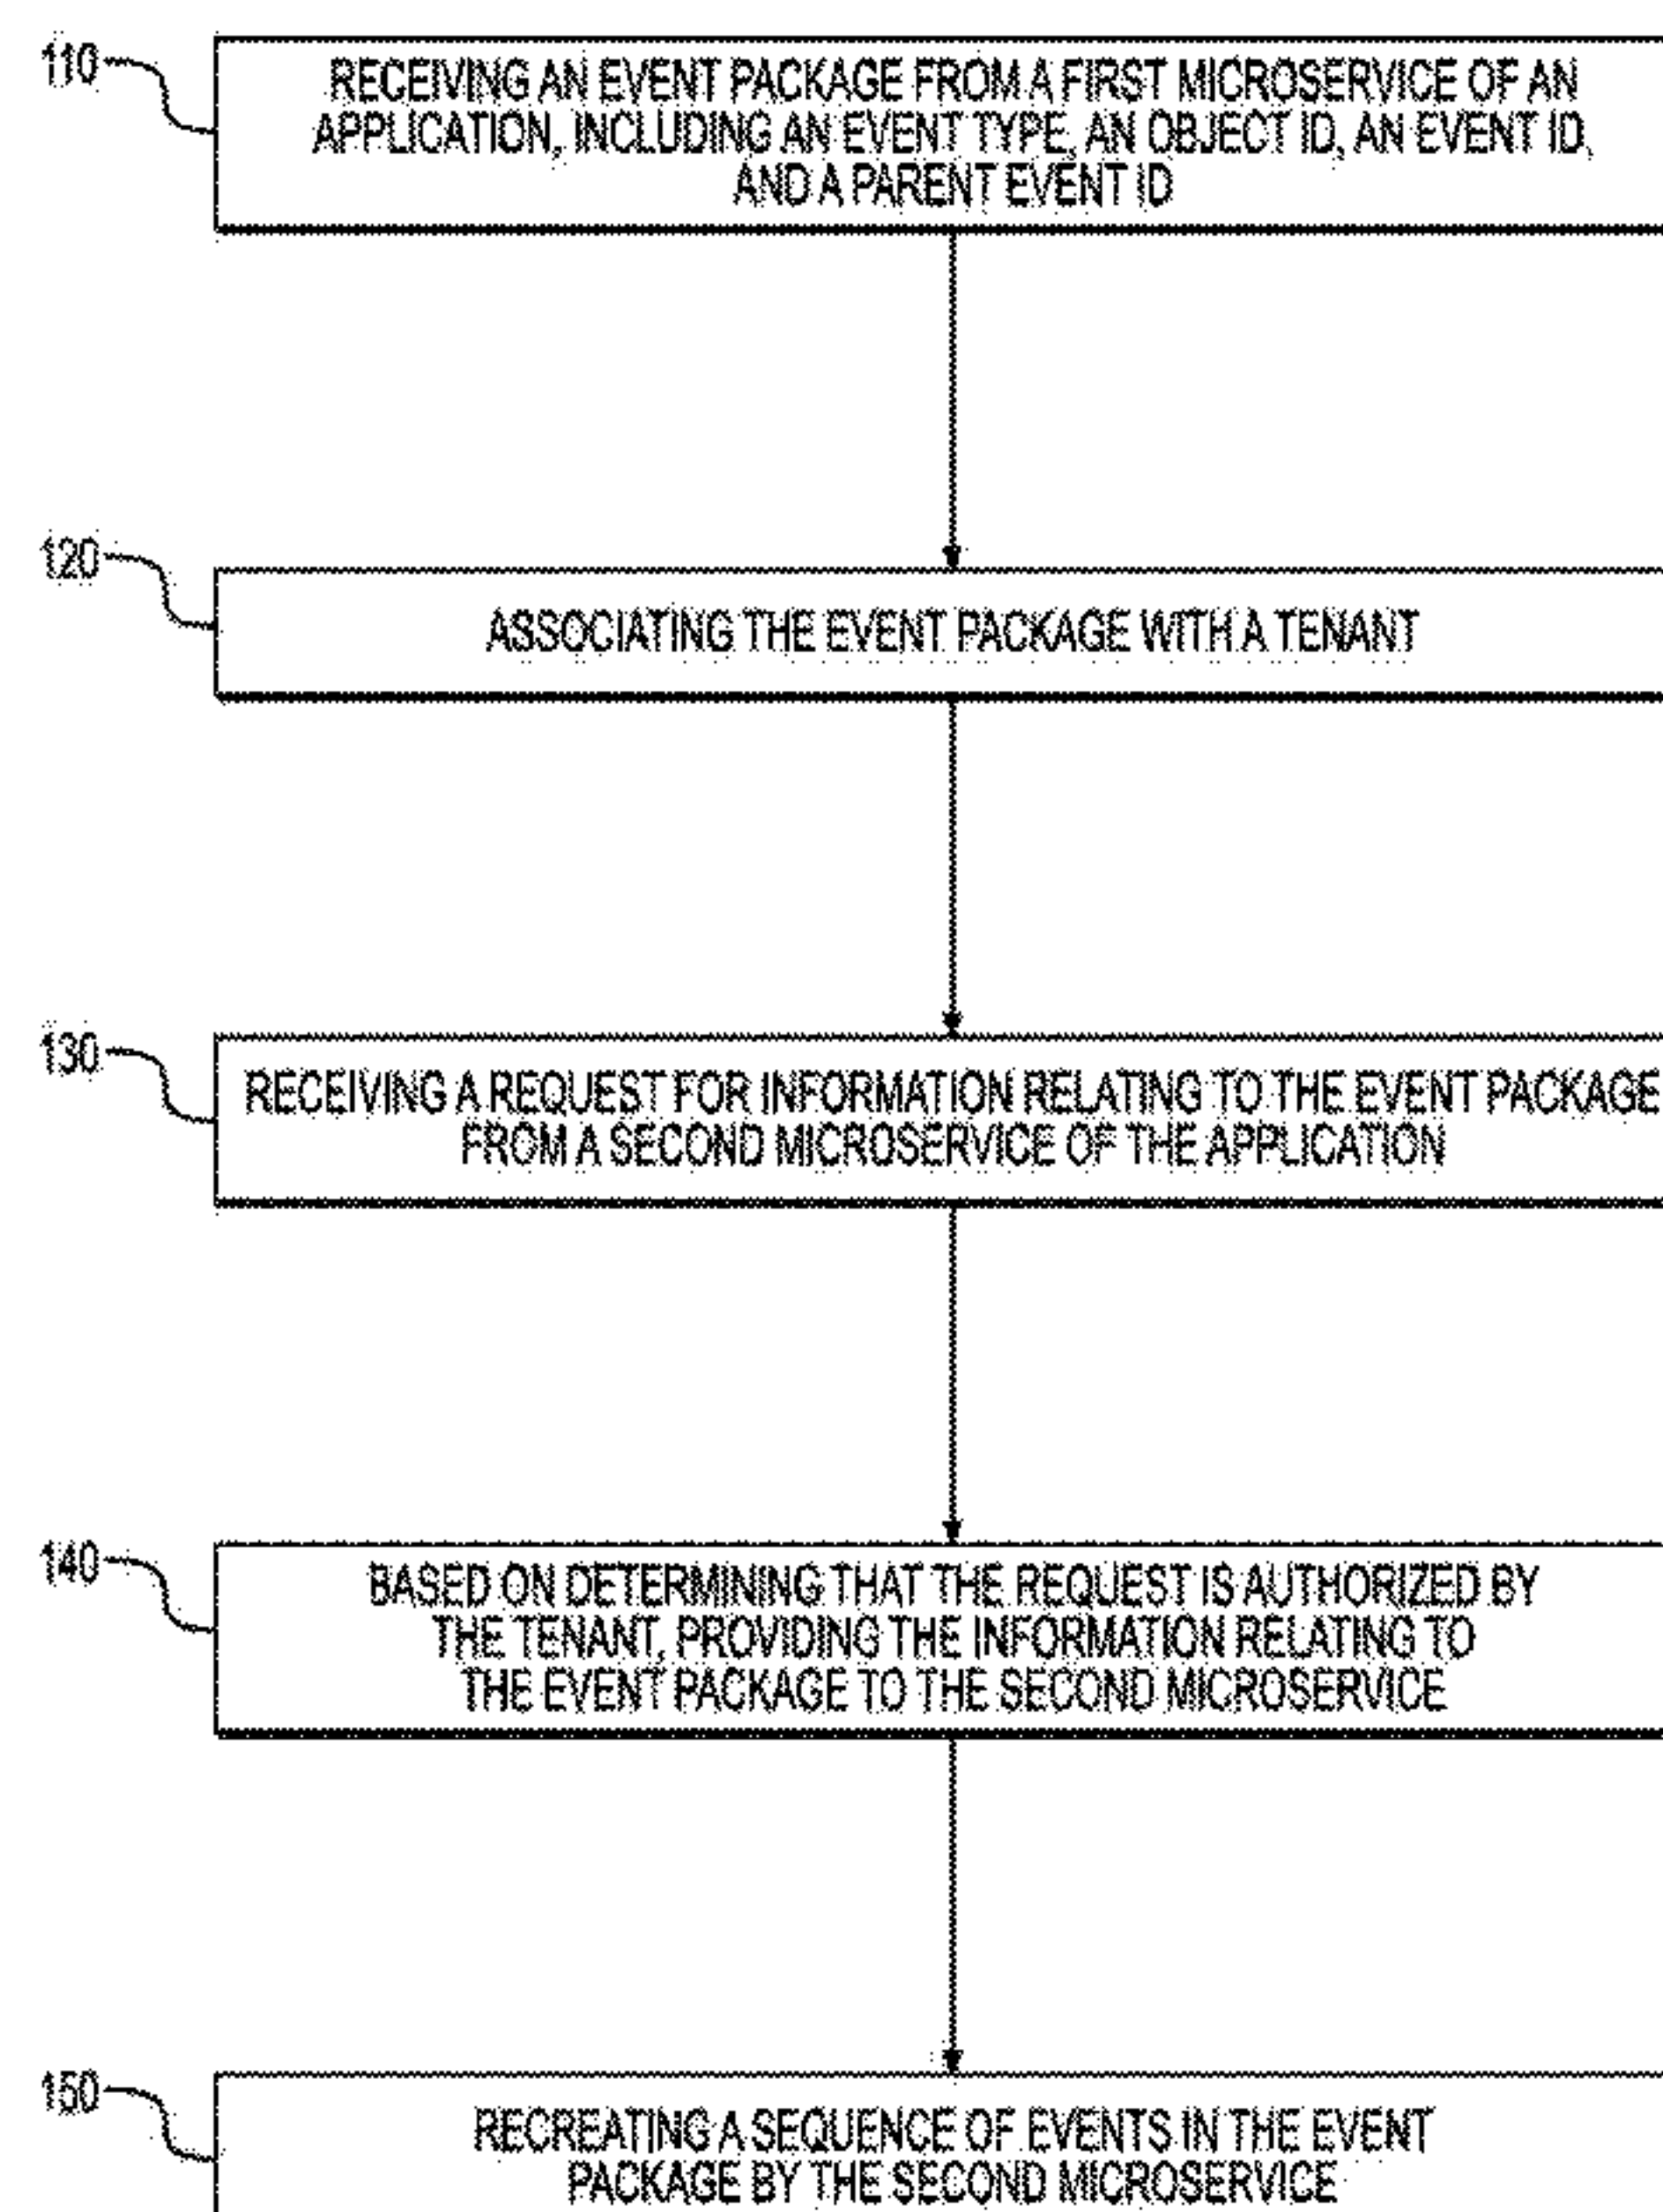 110
RECEIVING AN EVENT PACKAGE FROM A FIRST MICROSERVICE OF AN
APPLICATION, INCLUDING AN EVENT TYPE, AN OBJECT ID, AN EVENT ID,
AND A PARENT EVENT ID
120
ASSOCIATING THE EVENT PACKAGE WITH A TENANT
130
RECEIVING A REQUEST FOR INFORMATION RELATING TO THE EVENT PACKAGE
FROM A SECOND MICROSERVICE OF THE APPLICATION
140
BASED ON DETERMINING THAT THE REQUEST IS AUTHORIZED BY
THE TENANT, PROVIDING THE INFORMATION RELATING TO
THE EVENT PACKAGE TO THE SECOND MICROSERVICE
150
RECREATING A SEQUENCE OF EVENTS IN THE EVENT
PACKAGE BY THE SECOND MICROSERVICE